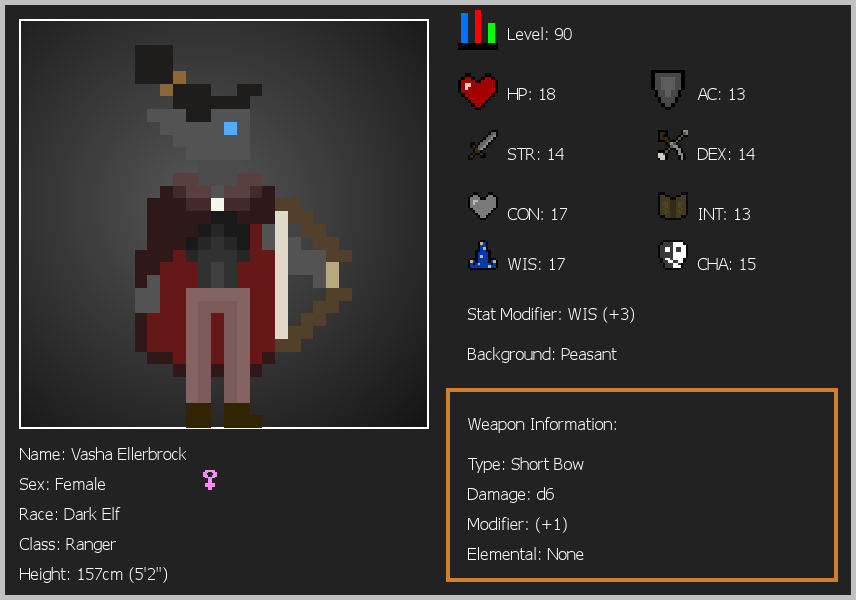 Level: 90
HP: 18
AC: 13
STR: 14
DEX: 14
CON: 17
INT: 13
WIS: 17
CHA: 15
Stat Modifier: WIS (+3)
Background: Peasant
Weapon Information:
Type: Short Bow
Damage: d6
Modifier: (+1)
Elemental: None
Name: Vasha Ellerbrock
Sex: Female
Race: Dark Elf
Class: Ranger
Height: 157cm (5'2")